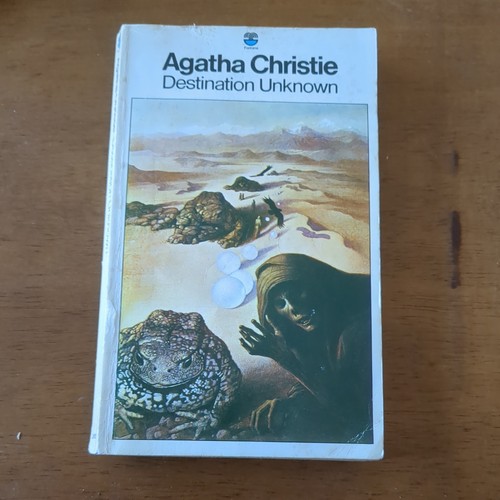 Agatha Christie
Destination Unknown